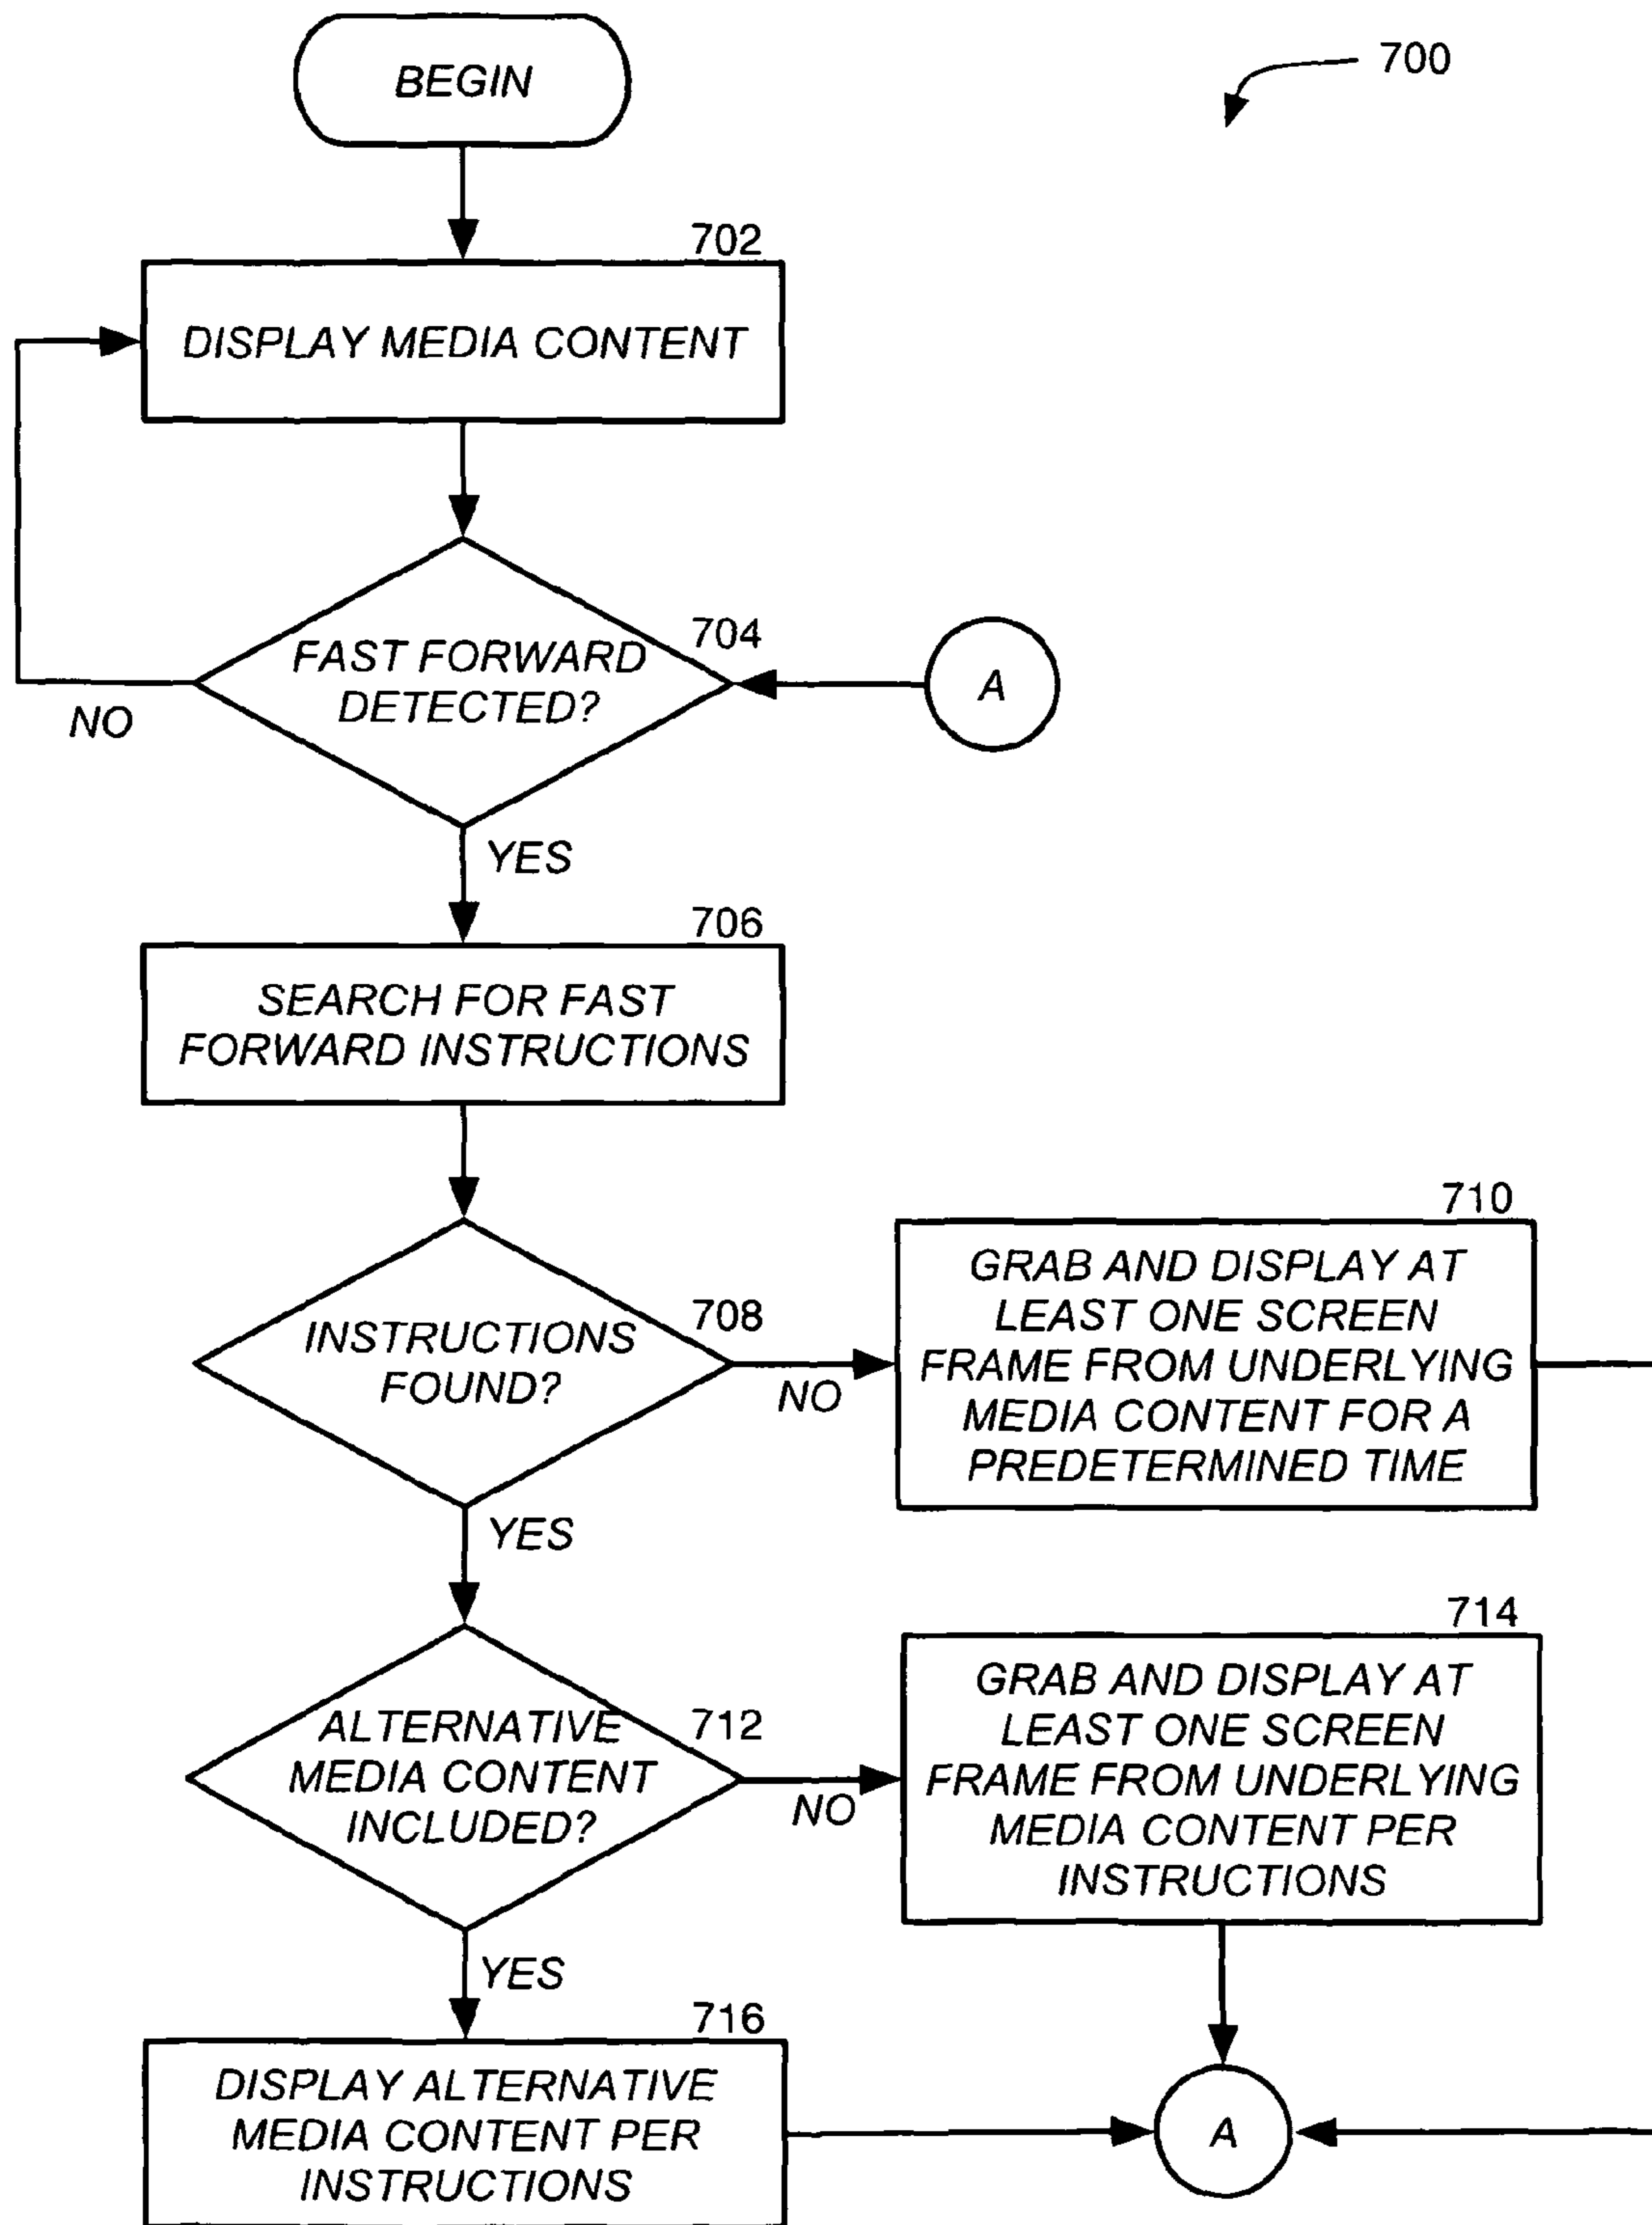 BEGIN
700
702
DISPLAY MEDIA CONTENT
704
FAST FORWARD
DETECTED?
A
NO
YES
706
SEARCH FOR FAST
FORWARD INSTRUCTIONS
708
INSTRUCTIONS
FOUND?
NO
710
GRAB AND DISPLAY AT
LEAST ONE SCREEN
FRAME FROM UNDERLYING
MEDIA CONTENT FOR A
PREDETERMINED TIME
YES
712
ALTERNATIVE
MEDIA CONTENT
INCLUDED?
NO
714
GRAB AND DISPLAY AT
LEAST ONE SCREEN
FRAME FROM UNDERLYING
MEDIA CONTENT PER
INSTRUCTIONS
YES
716
DISPLAY ALTERNATIVE
MEDIA CONTENT PER
INSTRUCTIONS
A